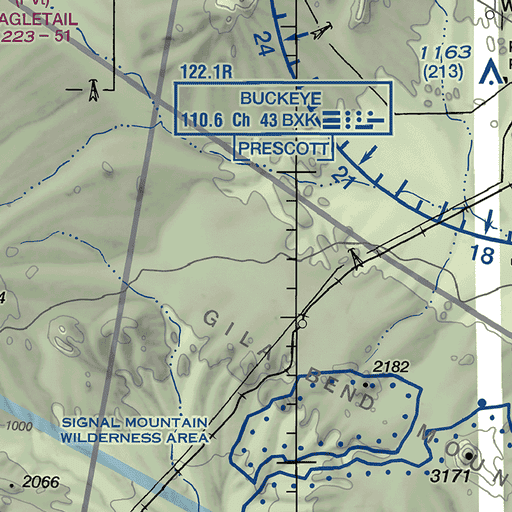 (Pvt)
AGLETAIL
223 - 51
24
122.1R
BUCKEYE
110.6 Ch 43 BXK
PRESCOTT
1163
(213)
21
18
GILA BEND MOUN
2182
SIGNAL MOUNTAIN
WILDERNESS AREA
1000
2066
3171